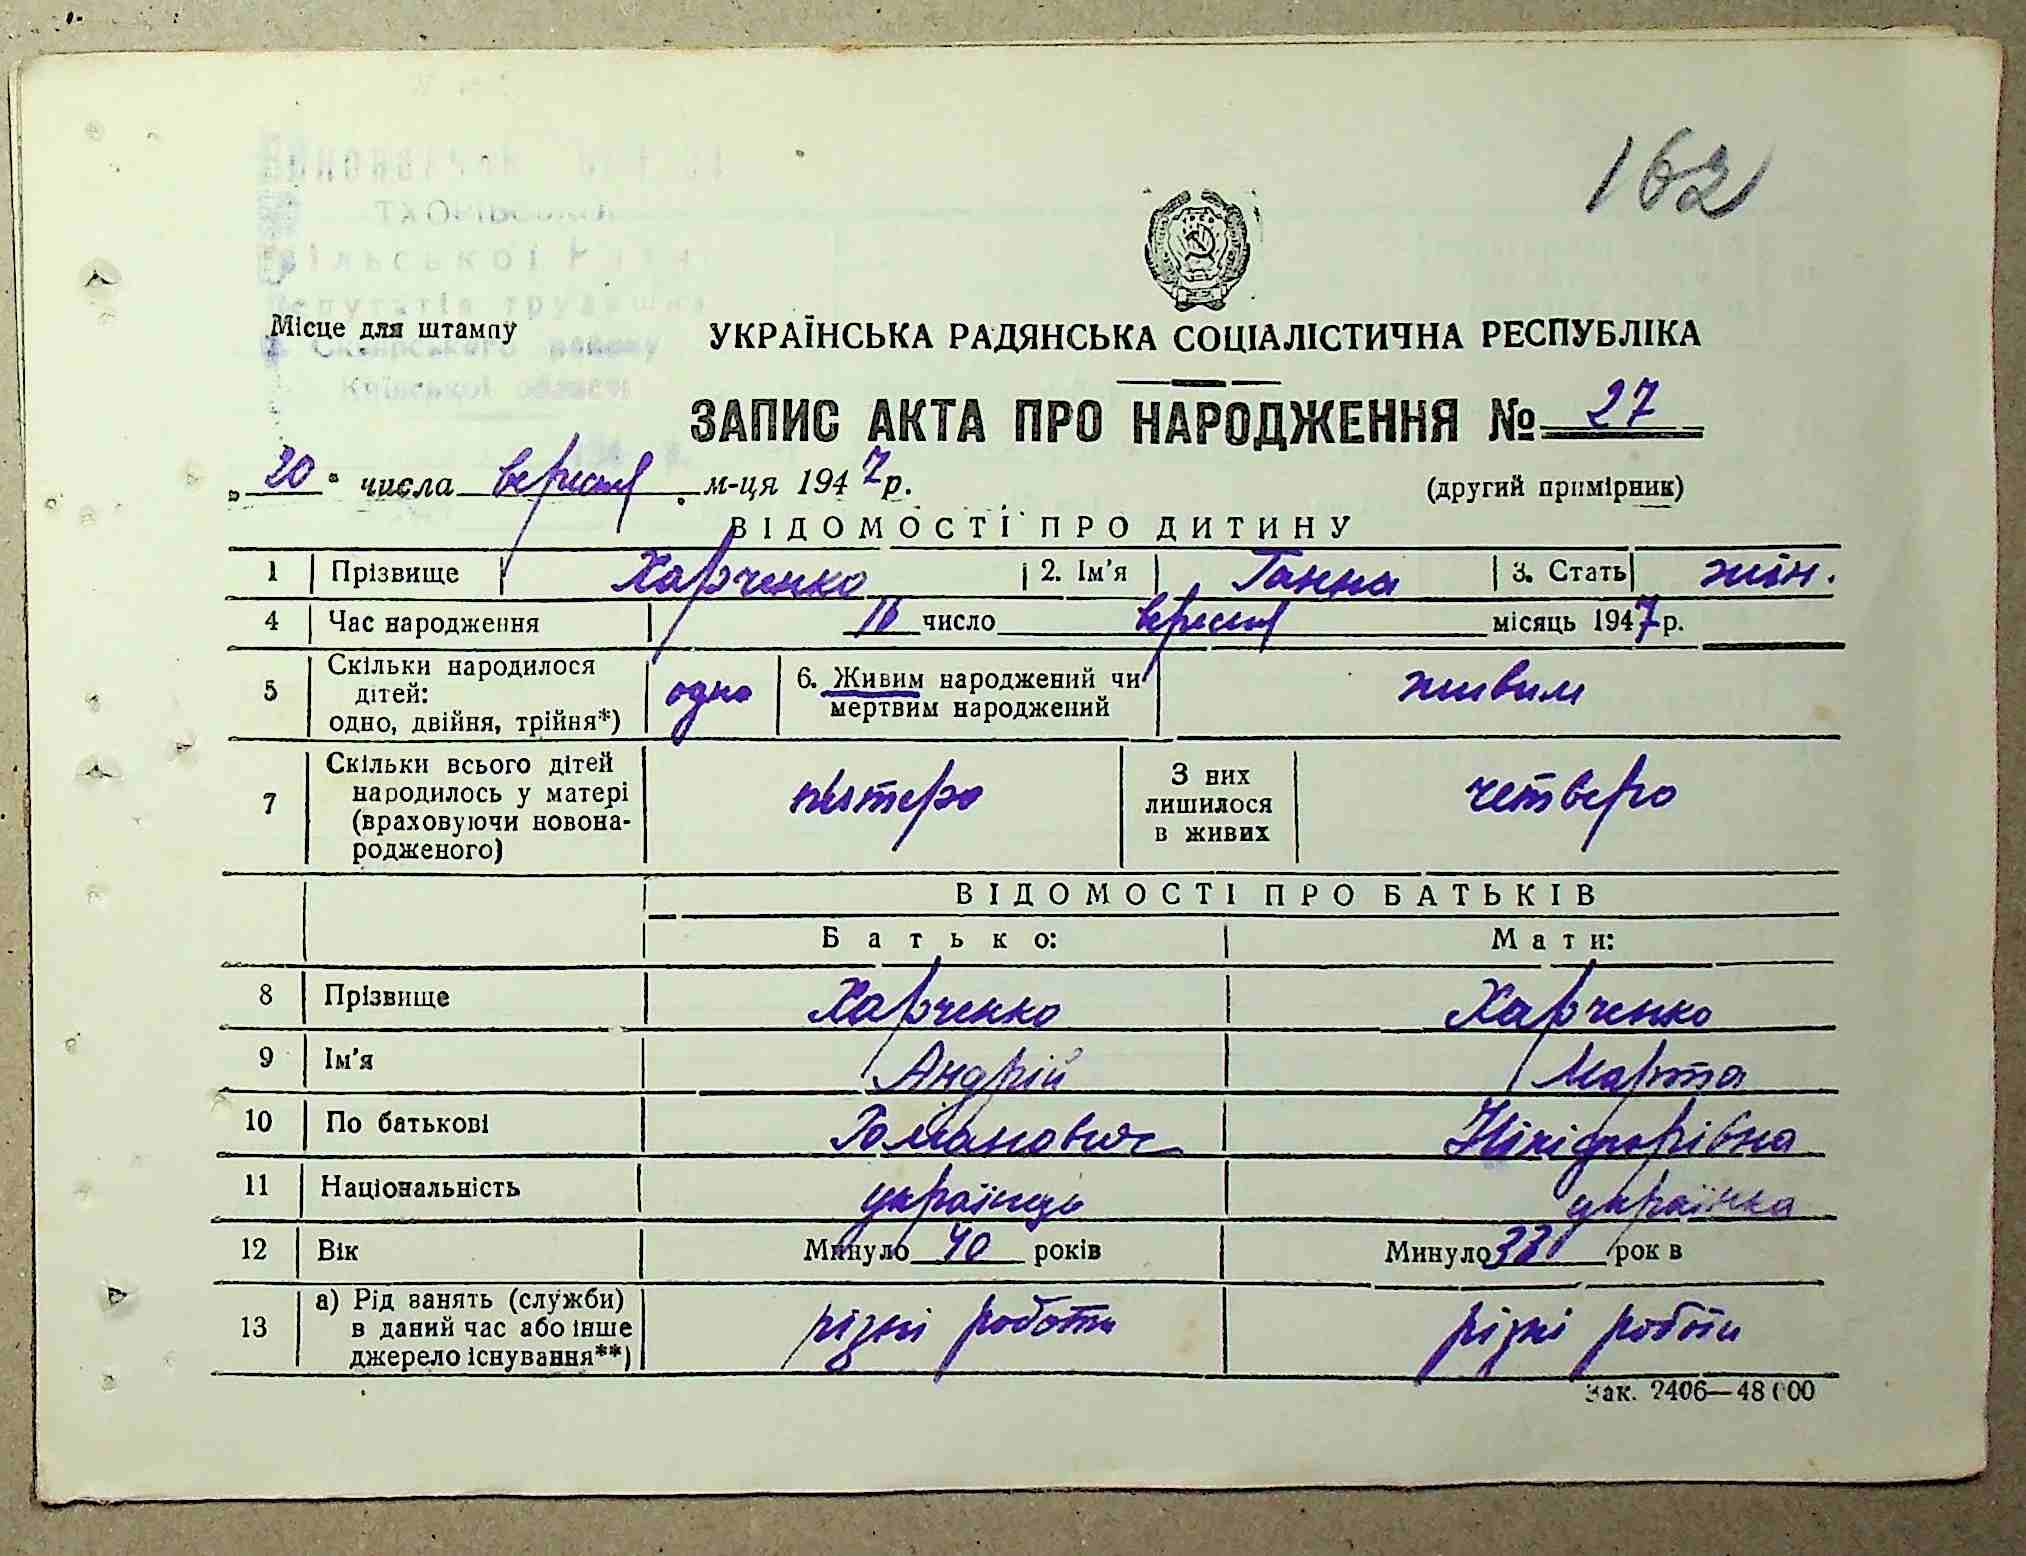 162
Місце для штампу
УКРАЇНСЬКА РАДЯНСЬКА СОЦІАЛІСТИЧНА РЕСПУБЛІКА
ЗАПИС АКТА ПРО НАРОДЖЕННЯ № 27
„20" числа вересня м-ця 1947 р.
(другий примірник)
ВІДОМОСТІ ПРО ДИТИНУ
1 Прізвище Харченко 2. Ім'я Ганна 3. Стать жін.
4 Час народження число вересня місяць 1947 р.
5 Скільки народилося дітей: одно, двійня, трійня*) одно 6. Живим народжений чи мертвим народжений живим
7 Скільки всього дітей народилось у матері (враховуючи новонародженого) пятеро З них лишилося в живих четверо
ВІДОМОСТІ ПРО БАТЬКІВ
Батько: Мати:
8 Прізвище Харченко Харченко
9 Ім'я Андрій Марта
10 По батькові Романович Нікіфорівна
11 Національність українець українка
12 Вік Минуло 40 років Минуло рок в
13 а) Рід занять (служби) в даний час або інше джерело існування**) різні роботи різні роботи
Зак. 2406—48000